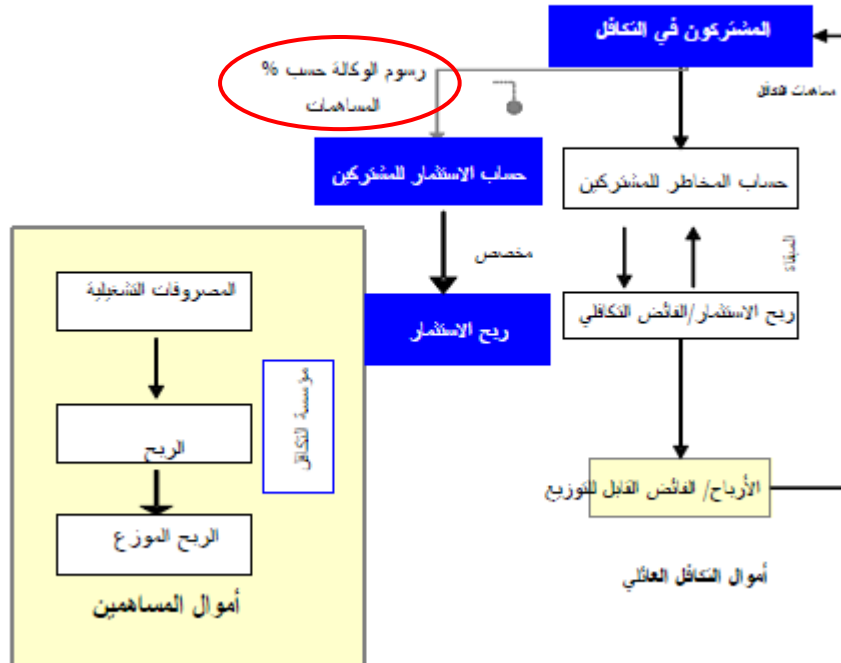 المشتركون في التكافل
رسوم الوكالة حسب %
المساهمات
مساهمات التكافل
حساب الاستثمار للمشتركين
حساب المخاطر للمشتركين
مخصص
المبقاة
المصروفات التشغيلية
ربح الاستثمار
ربح الاستثمار/الفائض التكافلي
مؤسسة التكافل
الربح
الأرباح/ الفائض القابل للتوزيع
الربح الموزع
أموال التكافل العائلي
أموال المساهمين